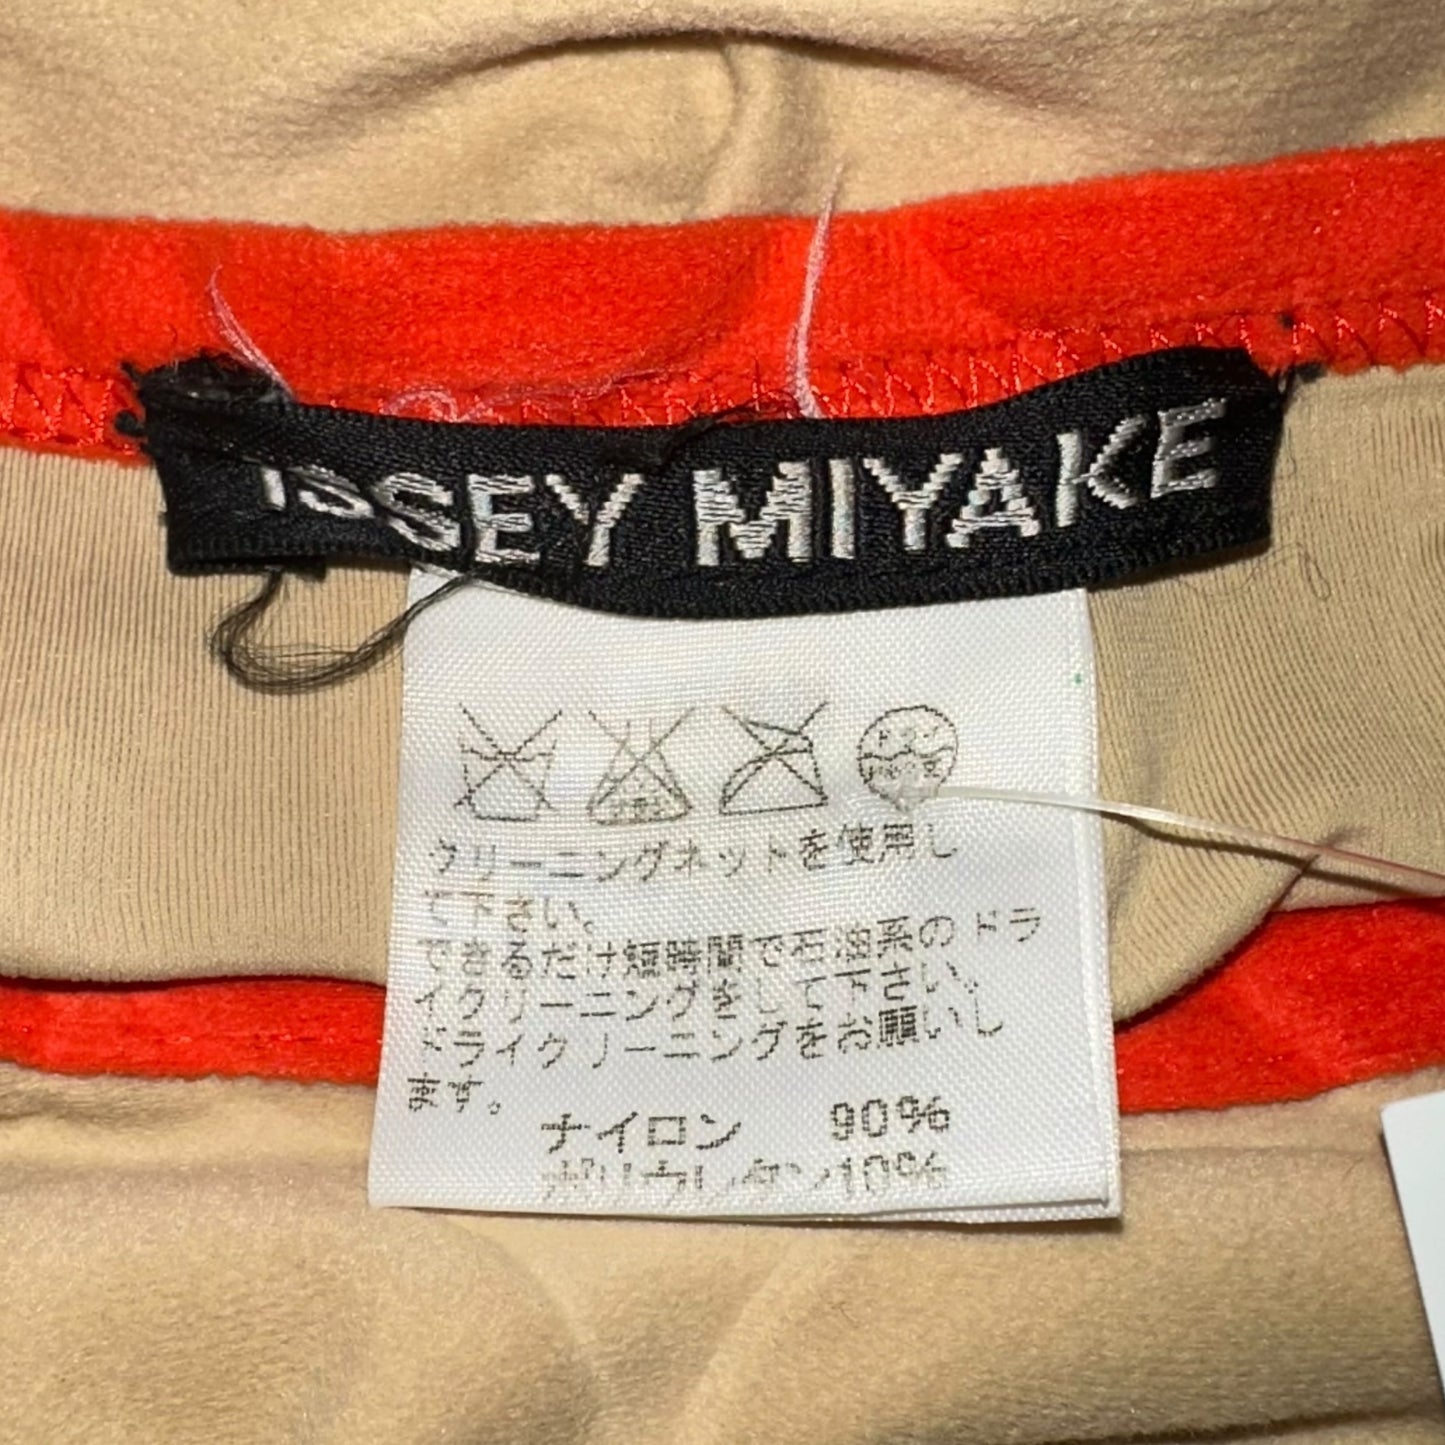 ISSEY MIYAKE
クリーニングネットを使用し
て下さい。
できるだけ短時間で石油系のドラ
イクリーニングをして下さい。
ドライクリーニングをお願いし
ます。
ナイロン 90%
ポリウレタン10%